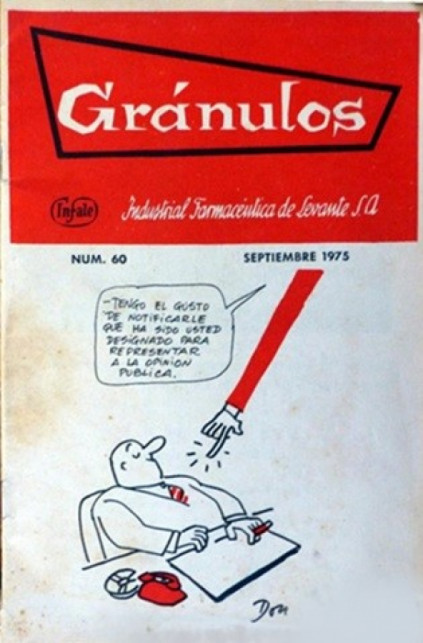 Gránulos
Infale
Industrial Farmacéutica de Levante S.A
NUM. 60 SEPTIEMBRE 1975
-TENGO EL GUSTO
DE NOTIFICARLE
QUE HA SIDO USTED
DESIGNADO PARA
REPRESENTAR
A LA OPINION
PUBLICA.